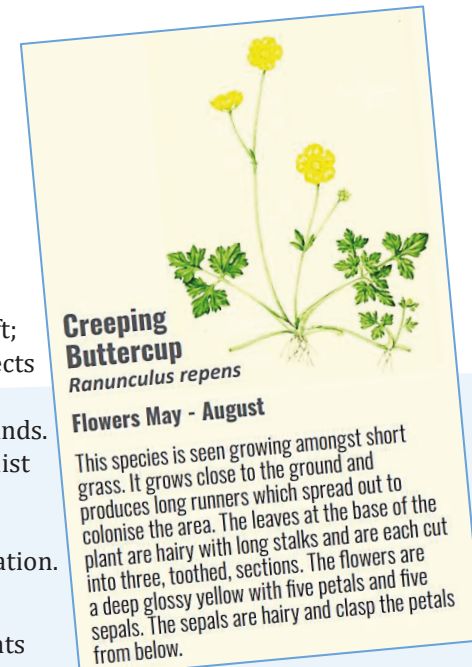 Creeping
Buttercup
Ranunculus repens
Flowers May - August
This species is seen growing amongst short
grass. It grows close to the ground and
produces long runners which spread out to
colonise the area. The leaves at the base of the
plant are hairy with long stalks and are each cut
into three, toothed, sections. The flowers are
a deep glossy yellow with five petals and five
sepals. The sepals are hairy and clasp the petals
from below.